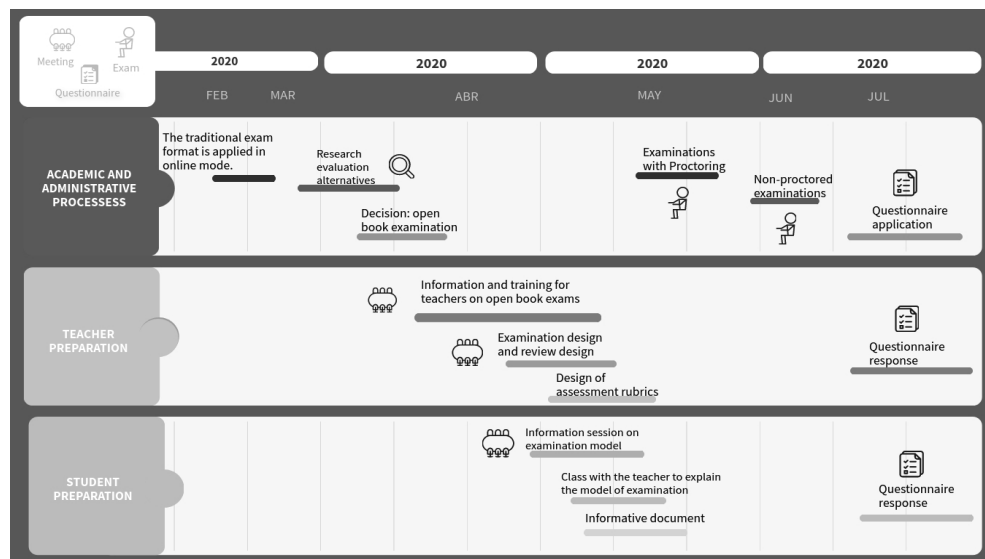 Meeting
Exam
Questionnaire
2020
2020
2020
2020
FEB
MAR
ABR
MAY
JUN
JUL
ACADEMIC AND
ADMINISTRATIVE
PROCESSESS
The traditional exam
format is applied in
online mode.
Research
evaluation
alternatives
Decision: open
book examination
Examinations
with Proctoring
Non-proctored
examinations
Questionnaire
application
TEACHER
PREPARATION
Information and training for
teachers on open book exams
Examination design
and review design
Design of
assessment rubrics
Questionnaire
response
STUDENT
PREPARATION
Information session on
examination model
Class with the teacher to explain
the model of examination
Informative document
Questionnaire
response